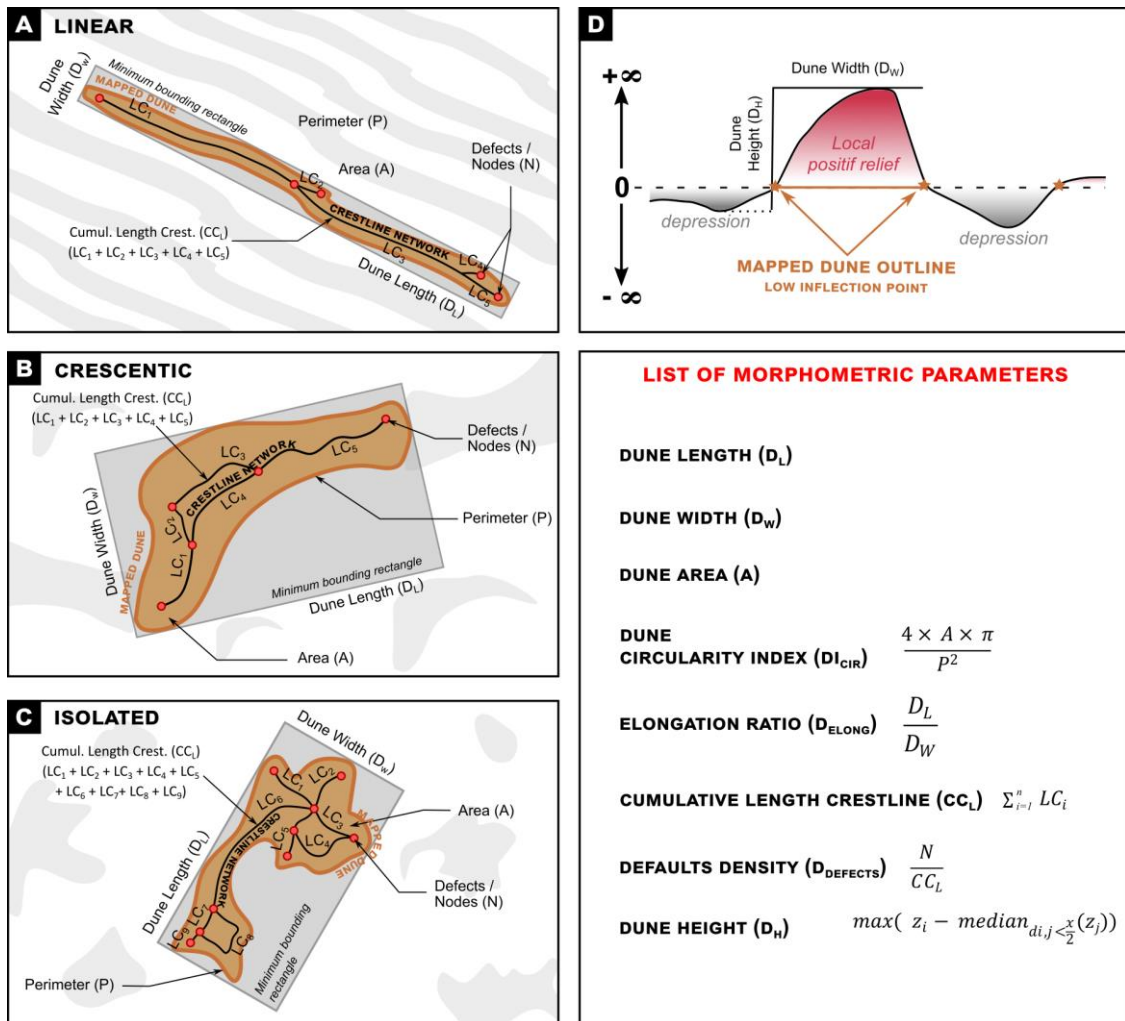 A LINEAR
Dune
Width (Dw)
Minimum bounding rectangle
MAPPED DUNE
LC1
Perimeter (P)
Area (A)
Defects /
Nodes (N)
LC2
CRESTLINE NETWORK
Cumul. Length Crest. (CCL)
(LC1 + LC2 + LC3 + LC4 + LC5)
LC3
LC4
LC5
Dune Length (DL)
B CRESCENTIC
Cumul. Length Crest. (CCL)
(LC1 + LC2 + LC3 + LC4 + LC5)
Defects /
Nodes (N)
LC3
CRESTLINE NETWORK
LC5
LC4
LC2
LC1
Perimeter (P)
Dune Width (Dw)
MAPPED DUNE
Minimum bounding rectangle
Dune Length (DL)
Area (A)
C ISOLATED
Dune Width (Dw)
Cumul. Length Crest. (CCL)
(LC1 + LC2 + LC3 + LC4 + LC5
+ LC6 + LC7+ LC8 + LC9)
LC1
LC2
LC6
LC3
Area (A)
MAPPED DUNE
LC5
LC4
CRESTLINE NETWORK
Dune Length (DL)
Defects /
Nodes (N)
LC7
LC9
LC8
Minimum bounding
rectangle
Perimeter (P)
D
Dune Width (DW)
+ ∞
Dune
Height (DH)
Local
positif relief
0
depression
depression
MAPPED DUNE OUTLINE
LOW INFLECTION POINT
- ∞
LIST OF MORPHOMETRIC PARAMETERS
DUNE LENGTH (DL)
DUNE WIDTH (DW)
DUNE AREA (A)
DUNE
CIRCULARITY INDEX (DICIR) 4 × A × π / P²
ELONGATION RATIO (DELONG) DL / DW
CUMULATIVE LENGTH CRESTLINE (CCL) ∑ n i=1 LCi
DEFAULTS DENSITY (DDEFECTS) N / CCL
DUNE HEIGHT (DH) max( zi − median di,j<x/2 (zj))